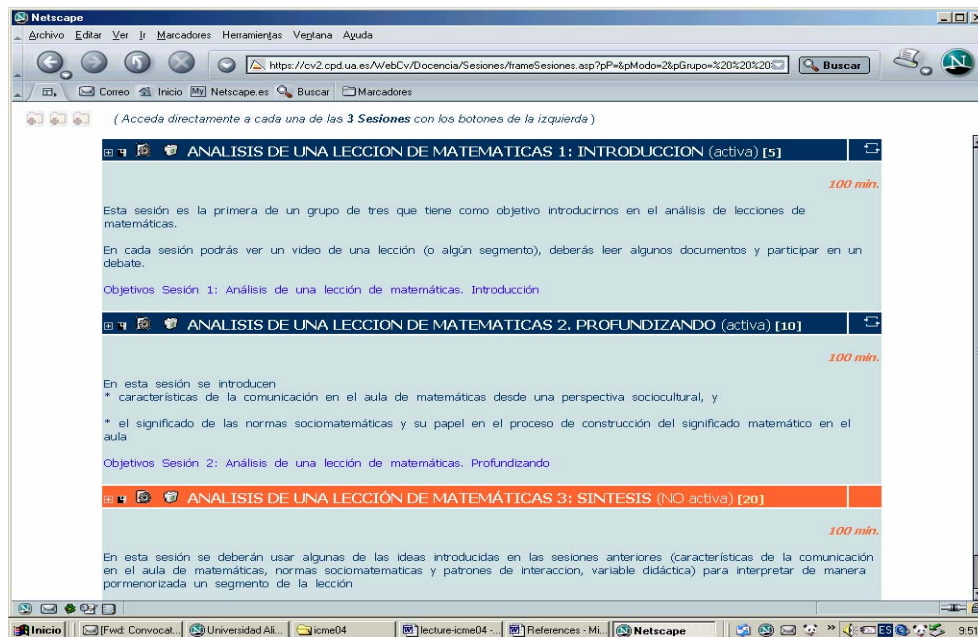 Netscape
Archivo Editar Ver Ir Marcadores Herramientas Ventana Ayuda
https://cv2.cpd.ua.es/WebCv/Docencia/Sesiones/frameSesiones.asp?pP=&pModo=2&pGrupo=%20%20%20 Buscar N
Correo Inicio My Netscape.es Buscar Marcadores
( Acceda directamente a cada una de las 3 Sesiones con los botones de la izquierda )
ANALISIS DE UNA LECCION DE MATEMATICAS 1: INTRODUCCION (activa) [5]
100 min.
Esta sesión es la primera de un grupo de tres que tiene como objetivo introducirnos en el análisis de lecciones de
matemáticas.
En cada sesión podrás ver un video de una lección (o algún segmento), deberás leer algunos documentos y participar en un
debate.
Objetivos Sesión 1: Análisis de una lección de matemáticas. Introducción
ANALISIS DE UNA LECCION DE MATEMATICAS 2. PROFUNDIZANDO (activa) [10]
100 min.
En esta sesión se introducen
* características de la comunicación en el aula de matemáticas desde una perspectiva sociocultural, y
* el significado de las normas sociomatemáticas y su papel en el proceso de construcción del significado matemático en el
aula
Objetivos Sesión 2: Análisis de una lección de matemáticas. Profundizando
ANALISIS DE UNA LECCIÓN DE MATEMÁTICAS 3: SINTESIS (NO activa) [20]
100 min.
En esta sesión se deberán usar algunas de las ideas introducidas en las sesiones anteriores (características de la comunicación
en el aula de matemáticas, normas sociomatematicas y patrones de interaccion, variable didáctica) para interpretar de manera
pormenorizada un segmento de la lección
Inicio [Fwd: Convocat... Universidad Ali... icme04 lecture-icme04 -... References - Mi... Netscape » ES 9:51